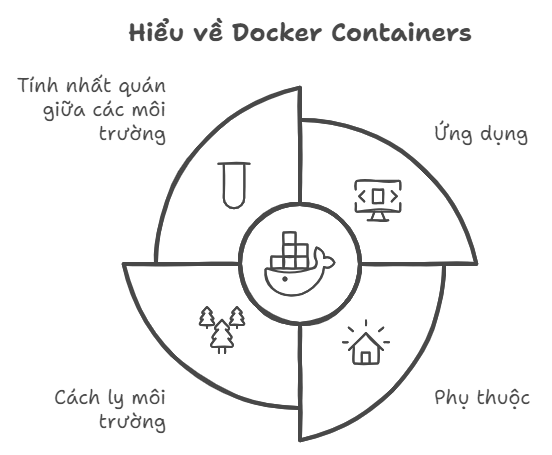 Hiểu về Docker Containers
Tính nhất quán
giữa các môi
trường
Ứng dụng
Cách ly môi
trường
Phụ thuộc